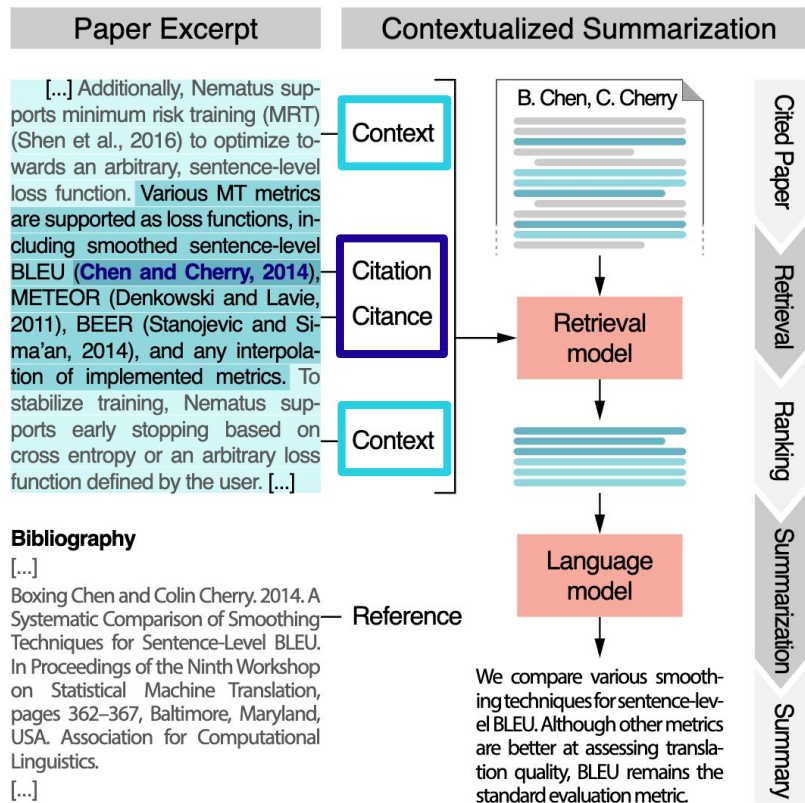 Paper Excerpt
Contextualized Summarization
[...] Additionally, Nematus sup-
ports minimum risk training (MRT)
(Shen et al., 2016) to optimize to-
wards an arbitrary, sentence-level
loss function. Various MT metrics
are supported as loss functions, in-
cluding smoothed sentence-level
BLEU (Chen and Cherry, 2014),
METEOR (Denkowski and Lavie,
2011), BEER (Stanojevic and Si-
ma'an, 2014), and any interpola-
tion of implemented metrics. To
stabilize training, Nematus sup-
ports early stopping based on
cross entropy or an arbitrary loss
function defined by the user. [...]
Bibliography
[...]
Boxing Chen and Colin Cherry. 2014. A
Systematic Comparison of Smoothing
Techniques for Sentence-Level BLEU.
In Proceedings of the Ninth Workshop
on Statistical Machine Translation,
pages 362–367, Baltimore, Maryland,
USA. Association for Computational
Linguistics.
[...]
Context
Citation
Citance
Context
Reference
B. Chen, C. Cherry
Retrieval
model
Language
model
We compare various smooth-
ing techniques for sentence-lev-
el BLEU. Although other metrics
are better at assessing transla-
tion quality, BLEU remains the
standard evaluation metric.
Cited Paper
Retrieval
Ranking
Summarization
Summary